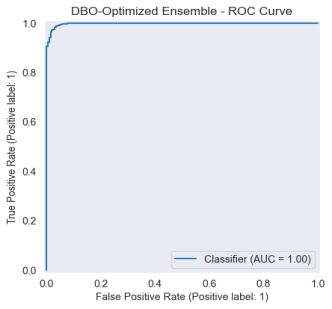 DBO-Optimized Ensemble - ROC Curve
1.0
0.8
0.6
0.4
0.2
0.0
True Positive Rate (Positive label: 1)
Classifier (AUC = 1.00)
0.0 0.2 0.4 0.6 0.8 1.0
False Positive Rate (Positive label: 1)